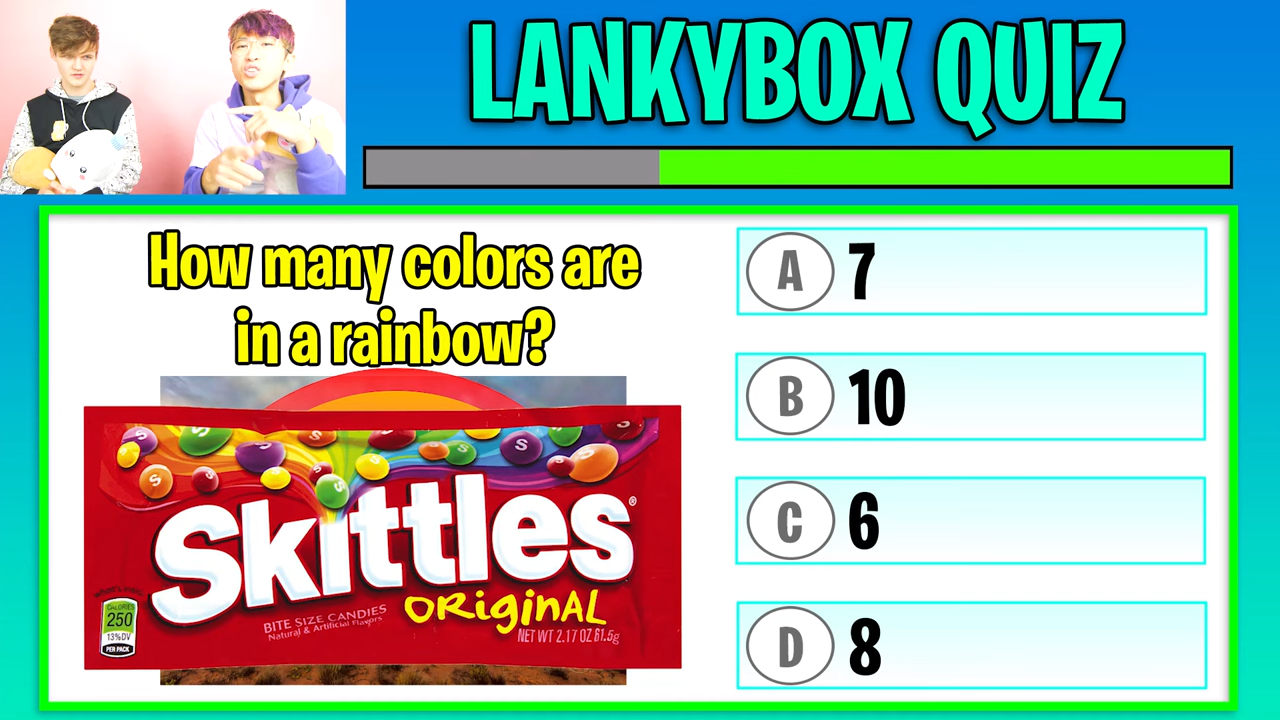 LANKYBOX QUIZ
How many colors are
in a rainbow?
A 7
B 10
C 6
D 8
Skittles®
ORiginAL
BITE SIZE CANDIES
Natural & Artificial Flavors
NET WT 2.17 OZ 61.5g
CALORIES
250
13%DV
PER PACK